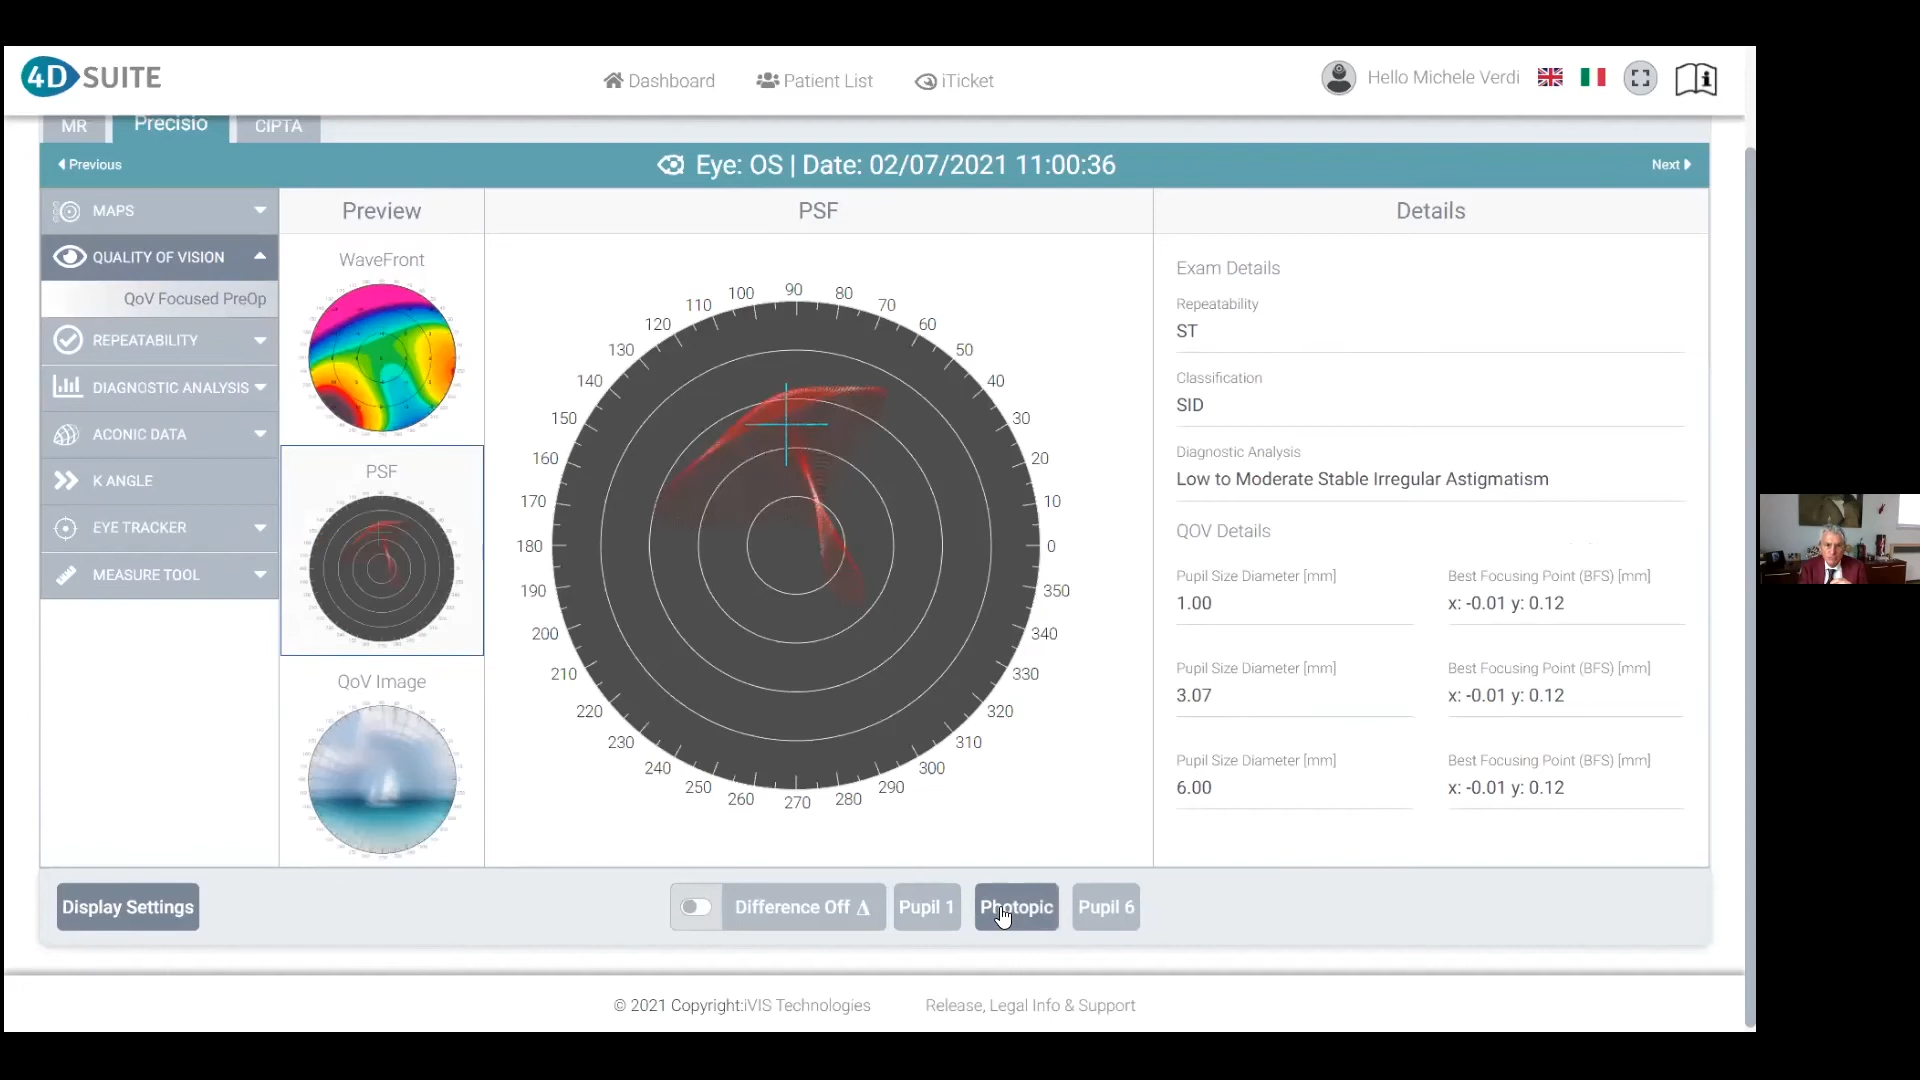 4D SUITE
Dashboard
Patient List
iTicket
Hello Michele Verdi
MR
Precisio
CIPTA
Previous
Eye: OS | Date: 02/07/2021 11:00:36
Next
MAPS
QUALITY OF VISION
QoV Focused PreOp
REPEATABILITY
DIAGNOSTIC ANALYSIS
ACONIC DATA
K ANGLE
EYE TRACKER
MEASURE TOOL
Preview
WaveFront
PSF
QoV Image
PSF
90
100
80
110
70
120
60
130
50
140
40
150
30
160
20
170
10
180
0
190
350
200
340
210
330
220
320
230
310
240
300
250
290
260
280
270
Details
Exam Details
Repeatability
ST
Classification
SID
Diagnostic Analysis
Low to Moderate Stable Irregular Astigmatism
QOV Details
Pupil Size Diameter [mm]
Best Focusing Point (BFS) [mm]
1.00
x: -0.01 y: 0.12
Pupil Size Diameter [mm]
Best Focusing Point (BFS) [mm]
3.07
x: -0.01 y: 0.12
Pupil Size Diameter [mm]
Best Focusing Point (BFS) [mm]
6.00
x: -0.01 y: 0.12
Display Settings
Difference Off Δ
Pupil 1
Photopic
Pupil 6
© 2021 Copyright:iVIS Technologies
Release, Legal Info & Support